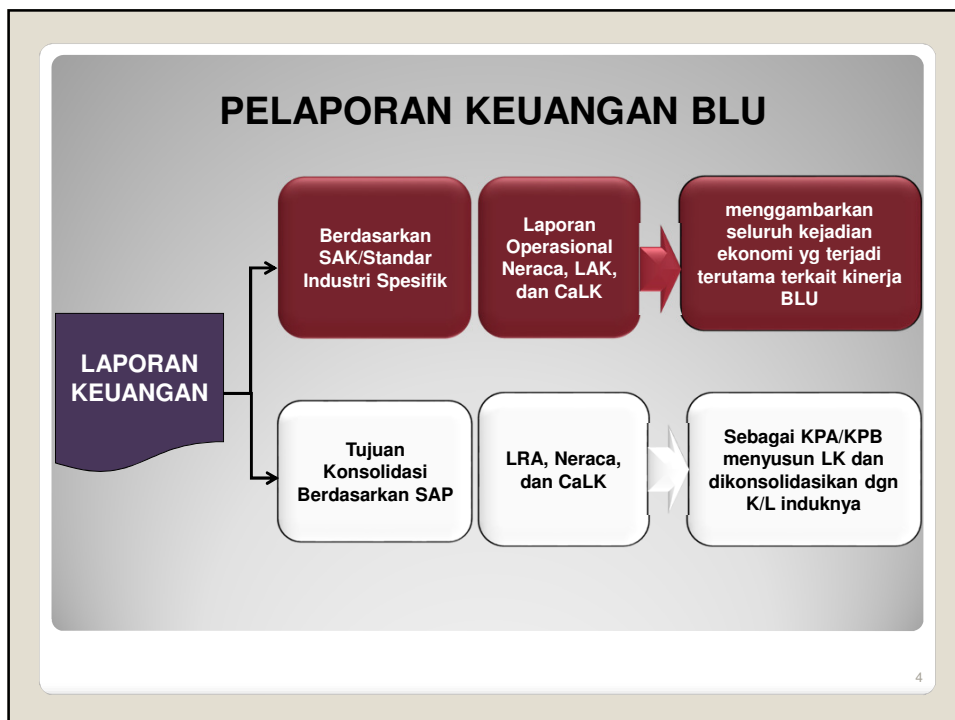 PELAPORAN KEUANGAN BLU
LAPORAN
KEUANGAN
Berdasarkan
SAK/Standar
Industri Spesifik
Laporan
Operasional
Neraca, LAK,
dan CaLK
menggambarkan
seluruh kejadian
ekonomi yg terjadi
terutama terkait kinerja
BLU
Tujuan
Konsolidasi
Berdasarkan SAP
LRA, Neraca,
dan CaLK
Sebagai KPA/KPB
menyusun LK dan
dikonsolidasikan dgn
K/L induknya
4